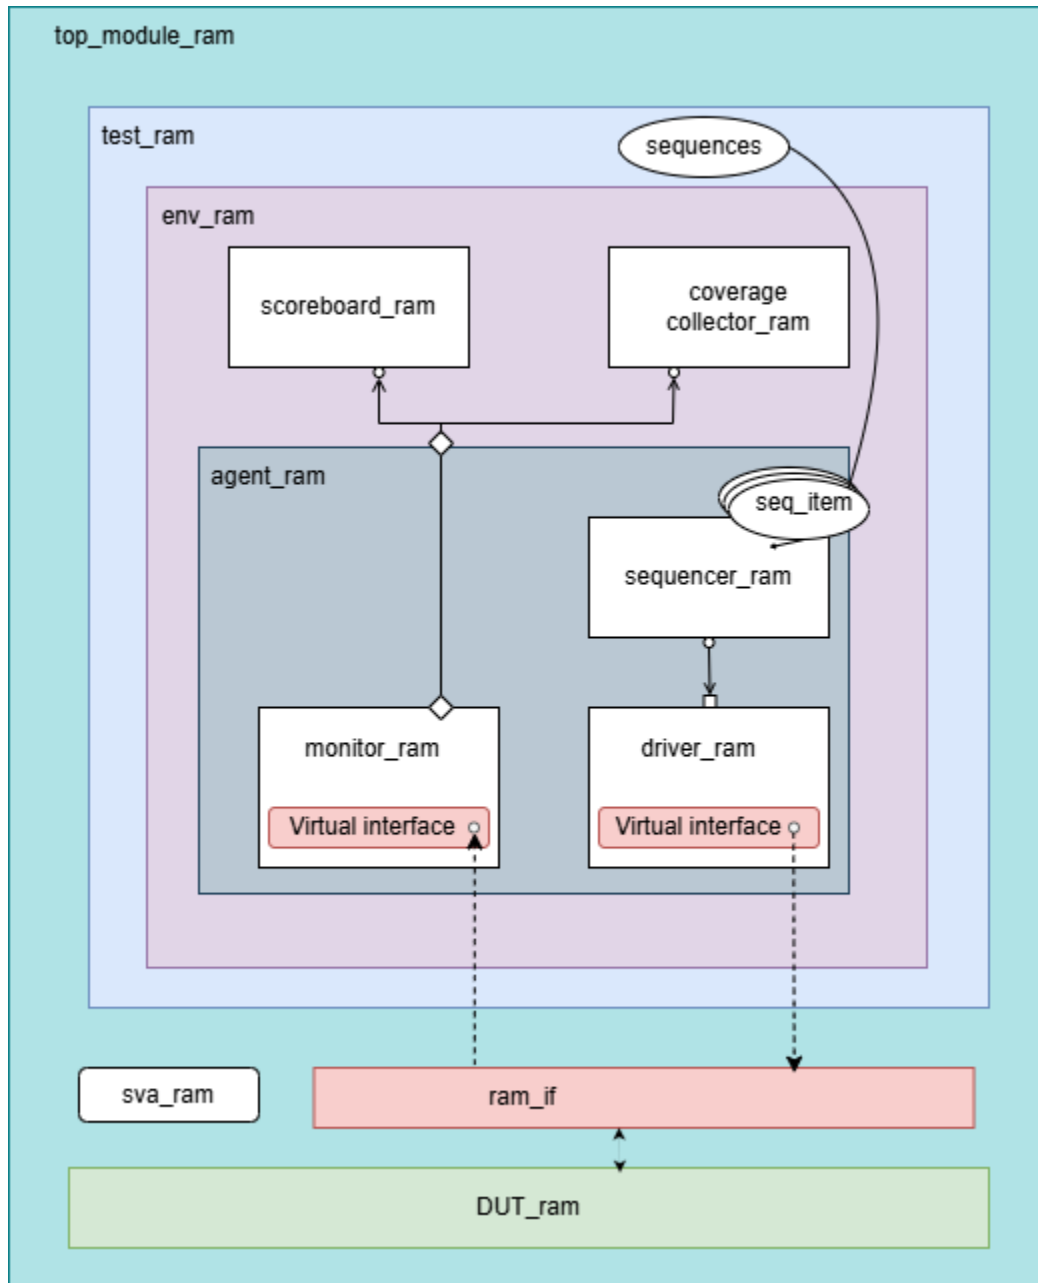 top_module_ram
test_ram
sequences
env_ram
scoreboard_ram
coverage
collector_ram
agent_ram
seq_item
sequencer_ram
monitor_ram
driver_ram
Virtual interface
Virtual interface
sva_ram
ram_if
DUT_ram